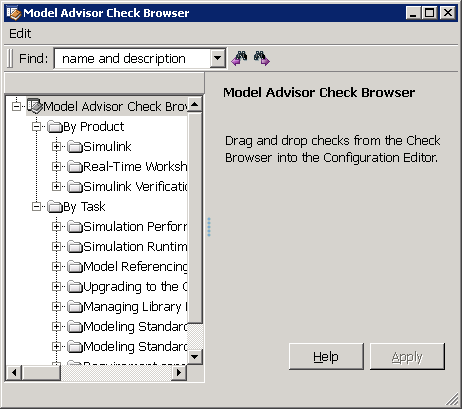 Model Advisor Check Browser
Edit
Find: name and description
Model Advisor Check Brow
By Product
Simulink
Real-Time Worksh
Simulink Verificatio
By Task
Simulation Perforr
Simulation Runtim
Model Referencing
Upgrading to the C
Managing Library I
Modeling Standard
Modeling Standard
Model Advisor Check Browser
Drag and drop checks from the Check
Browser into the Configuration Editor.
Help
Apply